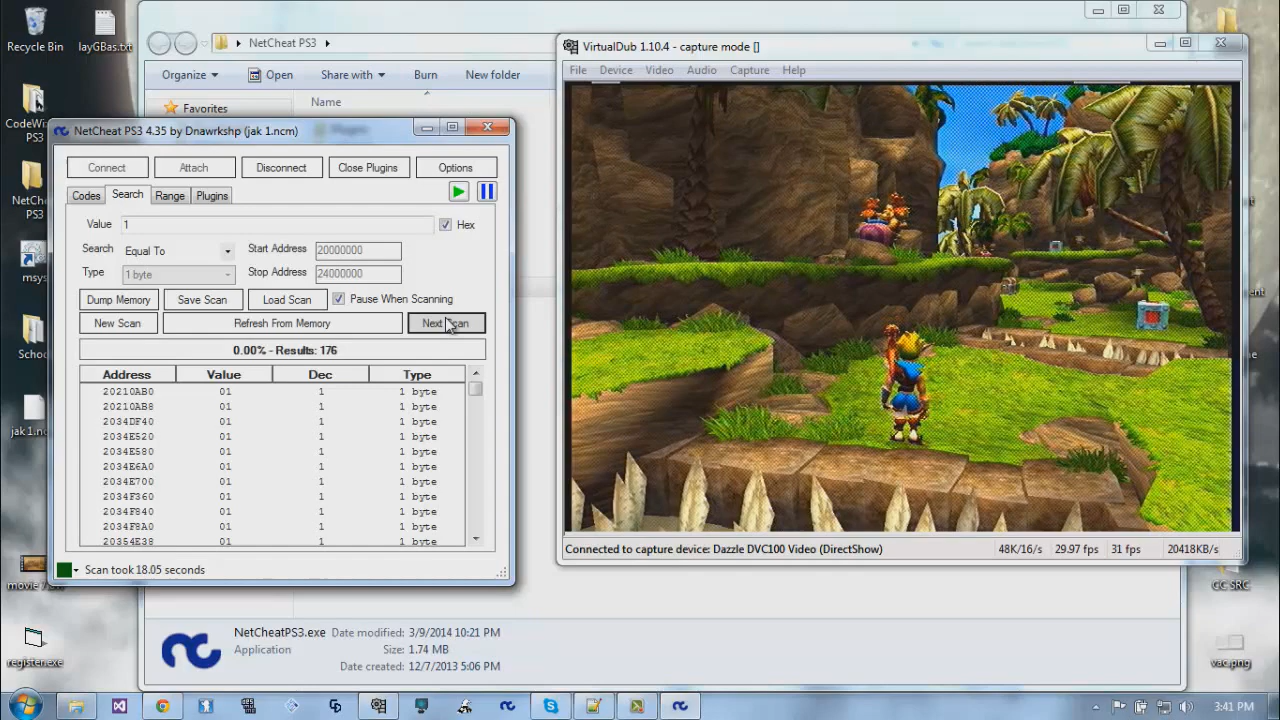 Recycle Bin
layGBas.txt
CodeWi
PS3
NetCh
PS3
msys
Schoo
jak 1.nc
movie
register.exe
NetCheat PS3
Organize
Open
Share with
Burn
New folder
Favorites
Name
NetCheat PS3 4.35 by Dnawrkshp (jak 1.ncm)
Connect
Attach
Disconnect
Close Plugins
Options
Codes
Search
Range
Plugins
Value
1
Hex
Search
Equal To
Start Address
20000000
Type
1 byte
Stop Address
24000000
Dump Memory
Save Scan
Load Scan
Pause When Scanning
New Scan
Refresh From Memory
Next Scan
0.00% - Results: 176
Address Value Dec Type
20210AB0 01 1 1 byte
20210AB8 01 1 1 byte
2034DF40 01 1 1 byte
2034E520 01 1 1 byte
2034E580 01 1 1 byte
2034E6A0 01 1 1 byte
2034E700 01 1 1 byte
2034F360 01 1 1 byte
2034F840 01 1 1 byte
2034F8A0 01 1 1 byte
20354E38 01 1 1 byte
Scan took 18.05 seconds
VirtualDub 1.10.4 - capture mode []
File Device Video Audio Capture Help
Connected to capture device: Dazzle DVC100 Video (DirectShow)
48K/16/s
29.97 fps
31 fps
20418KB/s
NetCheatPS3.exe
Date modified: 3/9/2014 10:21 PM
Application
Size: 1.74 MB
Date created: 12/7/2013 5:06 PM
CC SRC
vac.png
3:41 PM